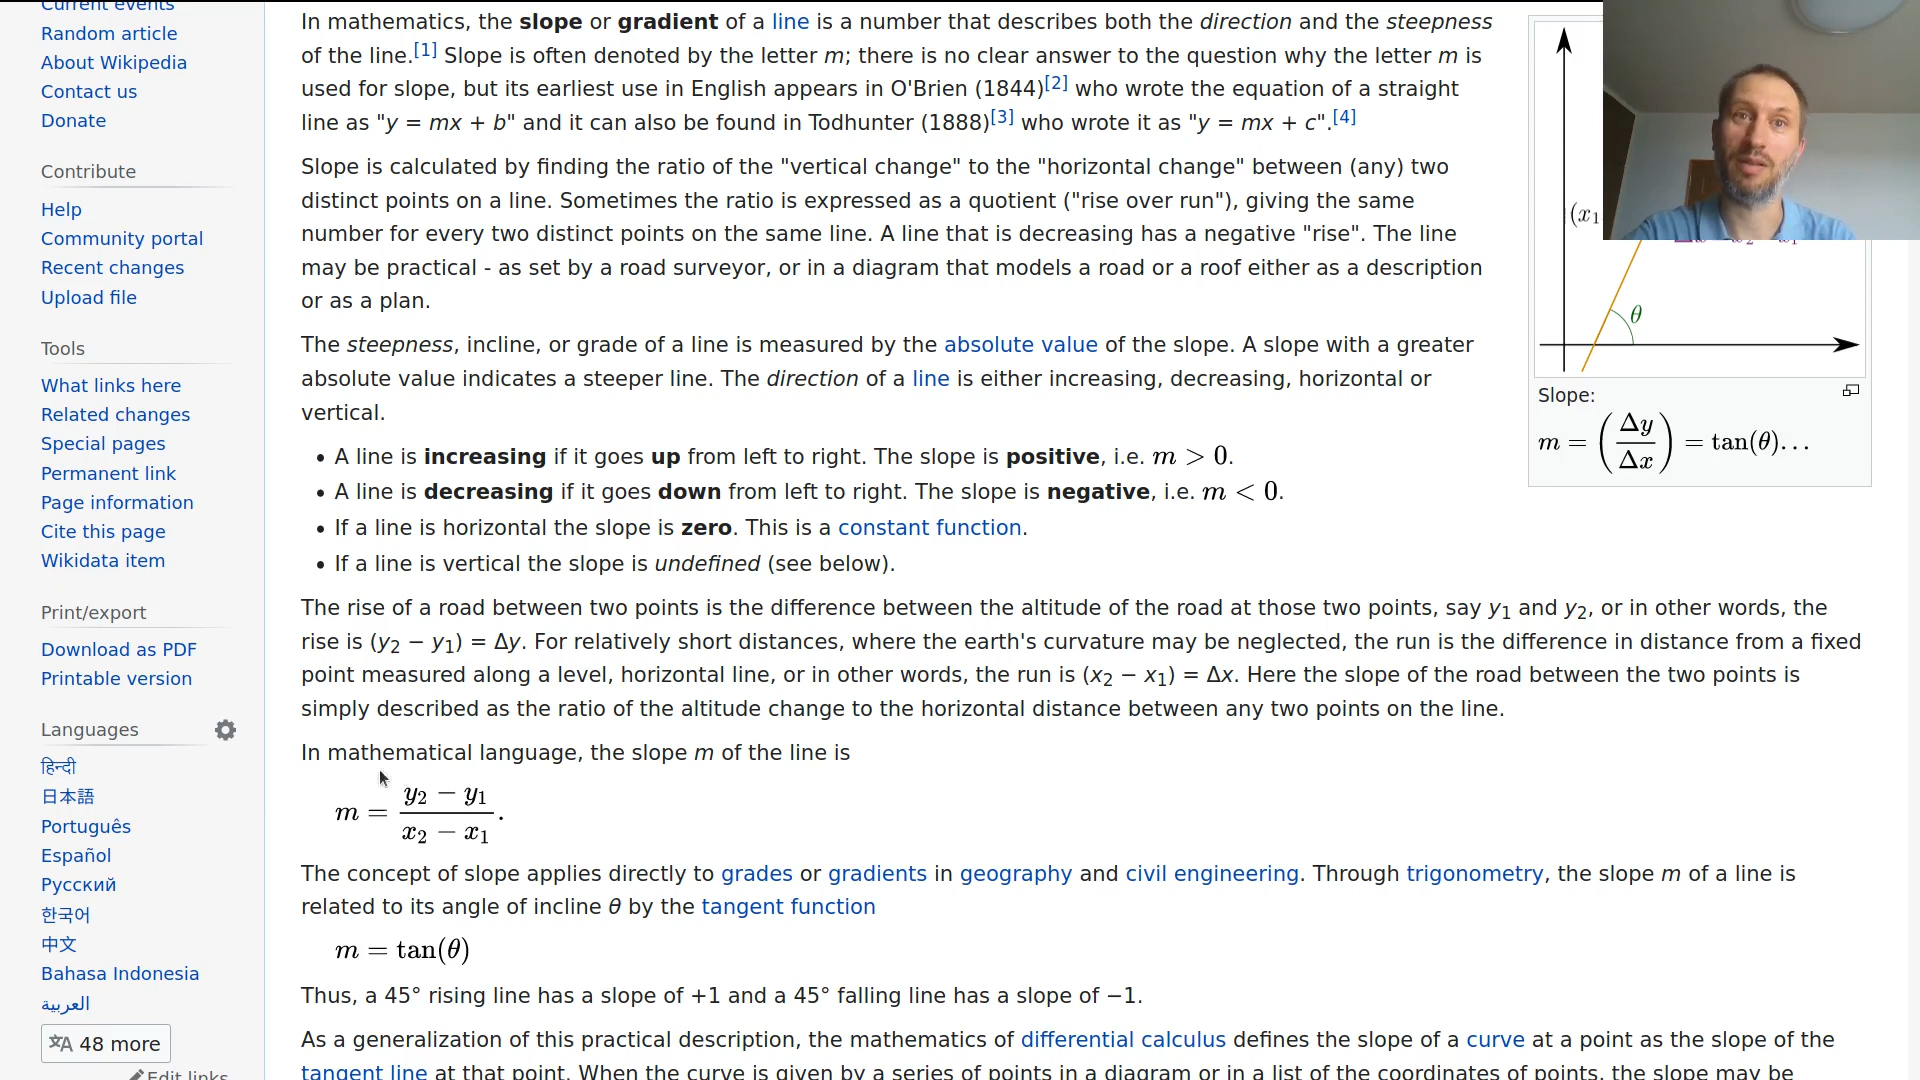 Current events
Random article
About Wikipedia
Contact us
Donate
Contribute
Help
Community portal
Recent changes
Upload file
Tools
What links here
Related changes
Special pages
Permanent link
Page information
Cite this page
Wikidata item
Print/export
Download as PDF
Printable version
Languages
हिन्दी
日本語
Português
Español
Русский
한국어
中文
Bahasa Indonesia
العربية
48 more
Edit links
In mathematics, the slope or gradient of a line is a number that describes both the direction and the steepness
of the line.[1] Slope is often denoted by the letter m; there is no clear answer to the question why the letter m is
used for slope, but its earliest use in English appears in O'Brien (1844)[2] who wrote the equation of a straight
line as "y = mx + b" and it can also be found in Todhunter (1888)[3] who wrote it as "y = mx + c".[4]
Slope is calculated by finding the ratio of the "vertical change" to the "horizontal change" between (any) two
distinct points on a line. Sometimes the ratio is expressed as a quotient ("rise over run"), giving the same
number for every two distinct points on the same line. A line that is decreasing has a negative "rise". The line
may be practical - as set by a road surveyor, or in a diagram that models a road or a roof either as a description
or as a plan.
The steepness, incline, or grade of a line is measured by the absolute value of the slope. A slope with a greater
absolute value indicates a steeper line. The direction of a line is either increasing, decreasing, horizontal or
vertical.
• A line is increasing if it goes up from left to right. The slope is positive, i.e. m > 0.
• A line is decreasing if it goes down from left to right. The slope is negative, i.e. m < 0.
• If a line is horizontal the slope is zero. This is a constant function.
• If a line is vertical the slope is undefined (see below).
The rise of a road between two points is the difference between the altitude of the road at those two points, say y₁ and y₂, or in other words, the
rise is (y₂ − y₁) = Δy. For relatively short distances, where the earth's curvature may be neglected, the run is the difference in distance from a fixed
point measured along a level, horizontal line, or in other words, the run is (x₂ − x₁) = Δx. Here the slope of the road between the two points is
simply described as the ratio of the altitude change to the horizontal distance between any two points on the line.
In mathematical language, the slope m of the line is
m = (y₂ − y₁)/(x₂ − x₁).
The concept of slope applies directly to grades or gradients in geography and civil engineering. Through trigonometry, the slope m of a line is
related to its angle of incline θ by the tangent function
m = tan(θ)
Thus, a 45° rising line has a slope of +1 and a 45° falling line has a slope of −1.
As a generalization of this practical description, the mathematics of differential calculus defines the slope of a curve at a point as the slope of the
tangent line at that point. When the curve is given by a series of points in a diagram or in a list of the coordinates of points, the slope may be
(x₁
θ
Slope:
m = (Δy/Δx) = tan(θ)...